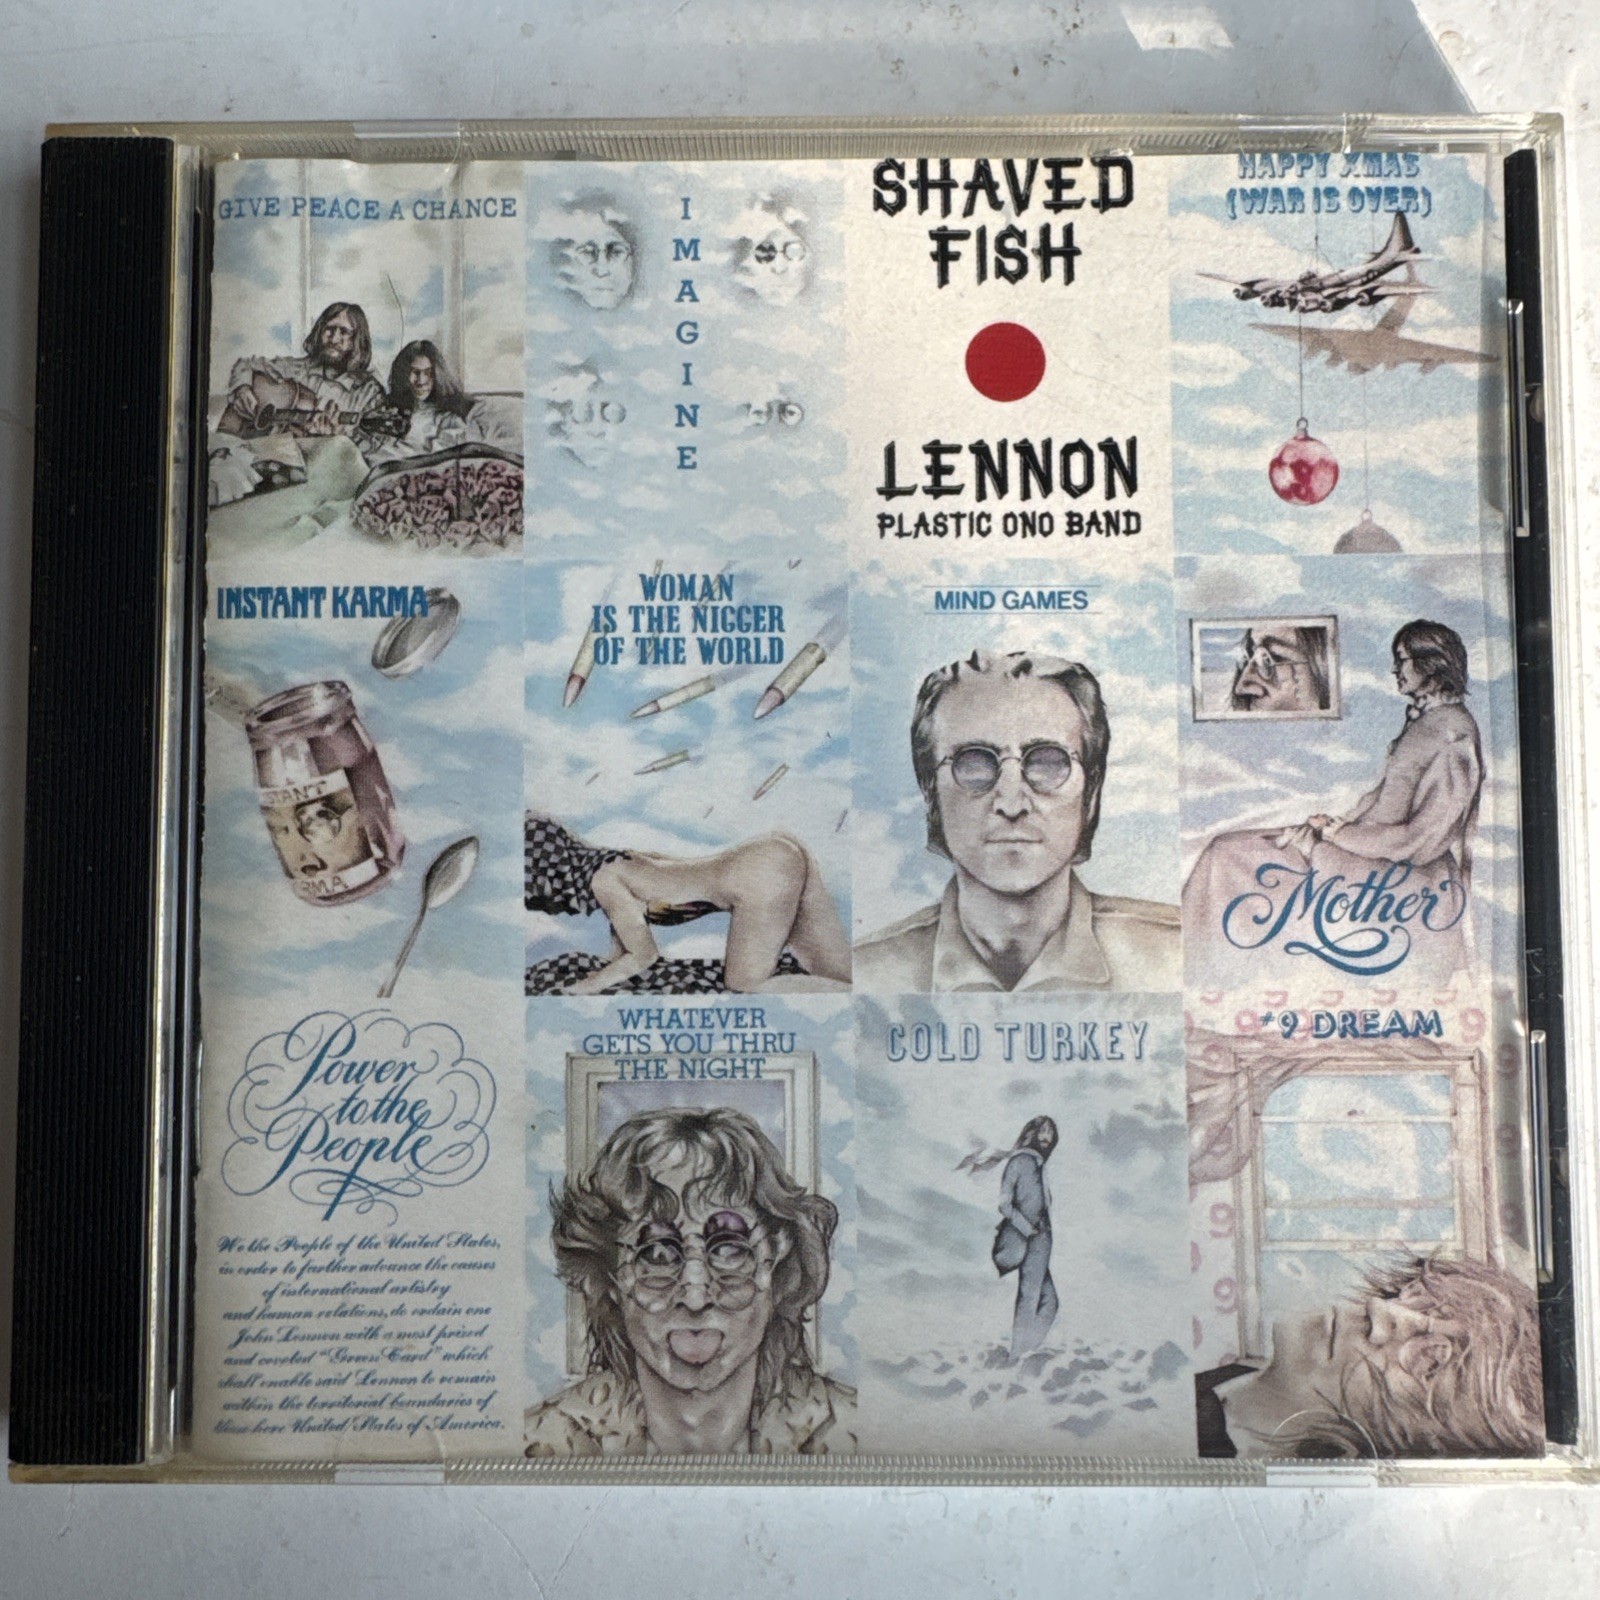 GIVE PEACE A CHANCE
I
M
A
G
I
N
E
SHAVED
FISH
LENNON
PLASTIC ONO BAND
HAPPY XMAS
(WAR IS OVER)
INSTANT KARMA
WOMAN
IS THE NIGGER
OF THE WORLD
MIND GAMES
Mother
Power
to the
People
We the People of the United States,
in order to further advance the causes
of international artistry
and human relations, do ordain one
John Lennon with a most prized
and coveted "Green Card" which
shall enable said Lennon to remain
within the territorial boundaries of
these here United States of America.
WHATEVER
GETS YOU THRU
THE NIGHT
COLD TURKEY
#9 DREAM